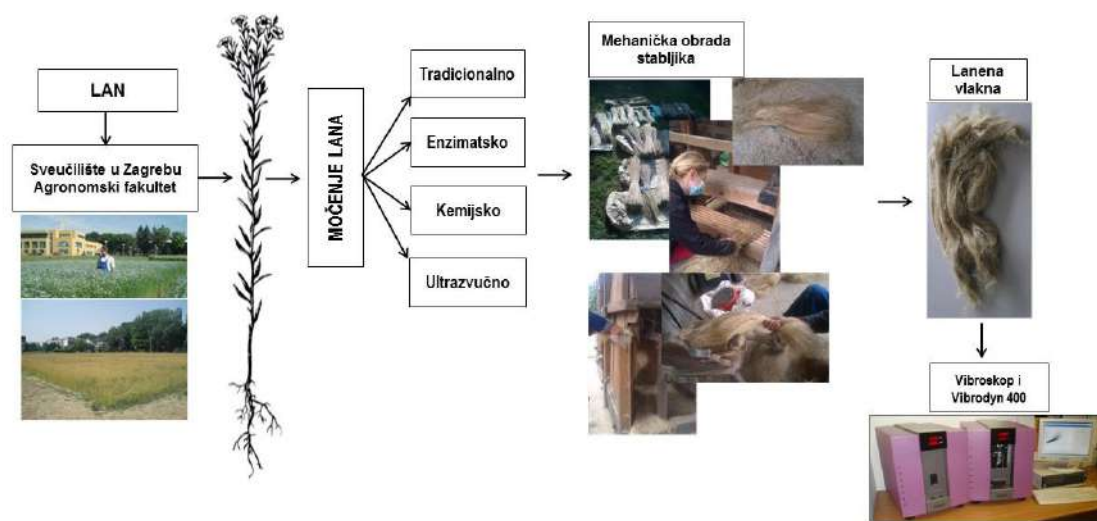 LAN
Sveučilište u Zagrebu
Agronomski fakultet
MOČENJE LANA
Tradicionalno
Enzimatsko
Kemijsko
Ultrazvučno
Mehanička obrada
stabljika
Lanena
vlakna
Vibroskop i
Vibrodyn 400